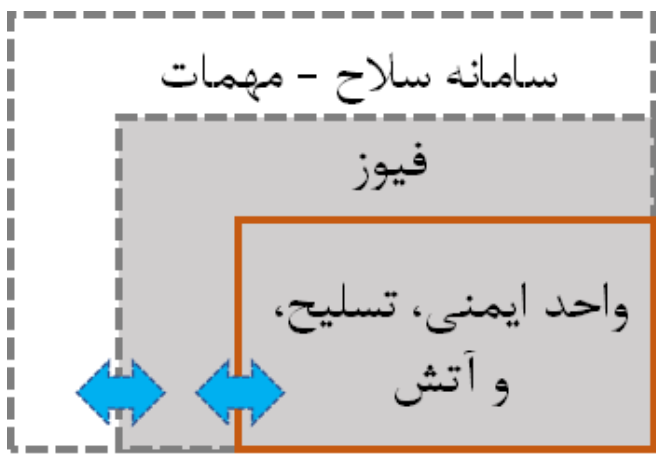 سامانه سلاح - مهمات
فیوز
واحد ایمنی، تسلیح،
و آتش